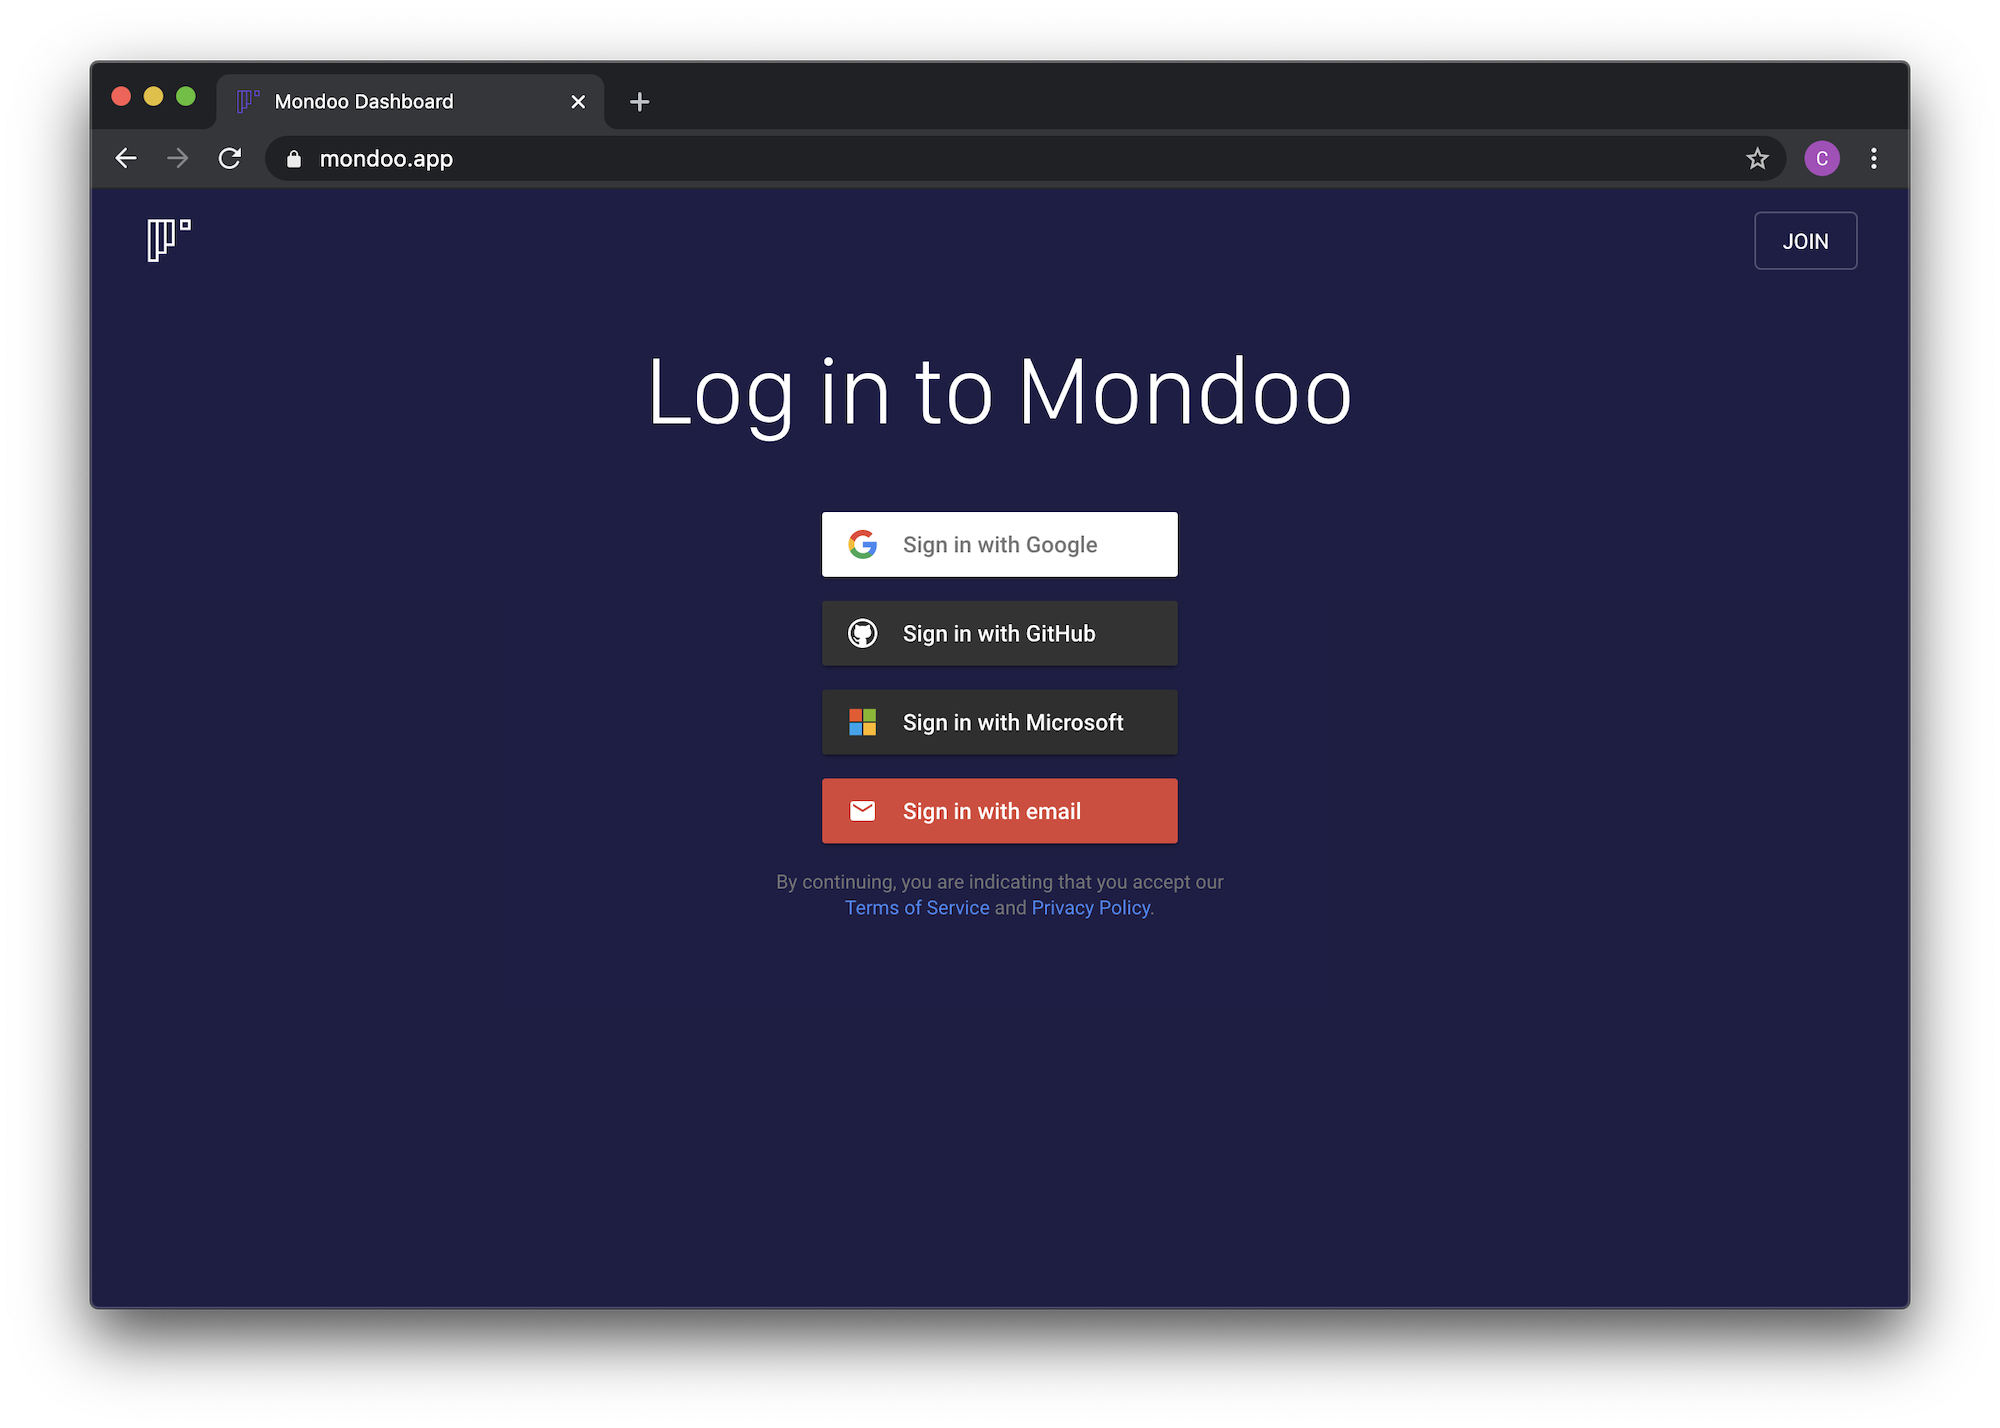 Mondoo Dashboard
mondoo.app
C
JOIN
Log in to Mondoo
Sign in with Google
Sign in with GitHub
Sign in with Microsoft
Sign in with email
By continuing, you are indicating that you accept our
Terms of Service and Privacy Policy.